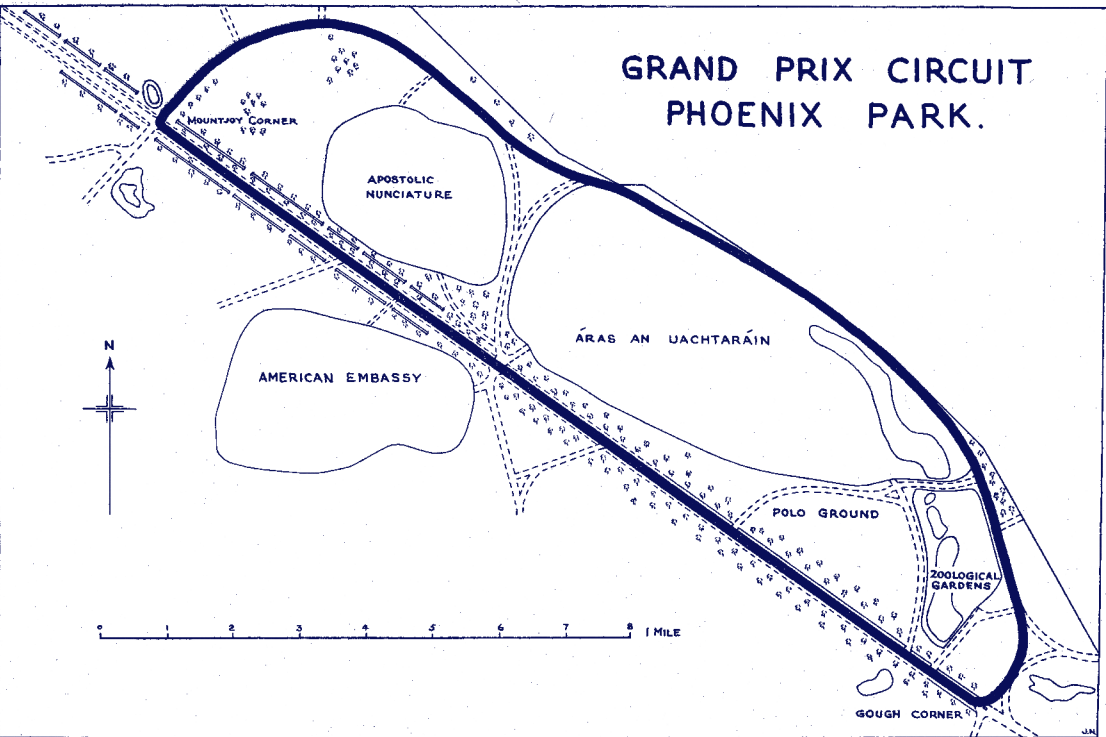 GRAND PRIX CIRCUIT
PHOENIX PARK.
MOUNTJOY CORNER
APOSTOLIC
NUNCIATURE
ÁRAS AN UACHTARÁIN
AMERICAN EMBASSY
N
POLO GROUND
ZOOLOGICAL
GARDENS
0 1 2 3 4 5 6 7 8 1 MILE
GOUGH CORNER
J.N.